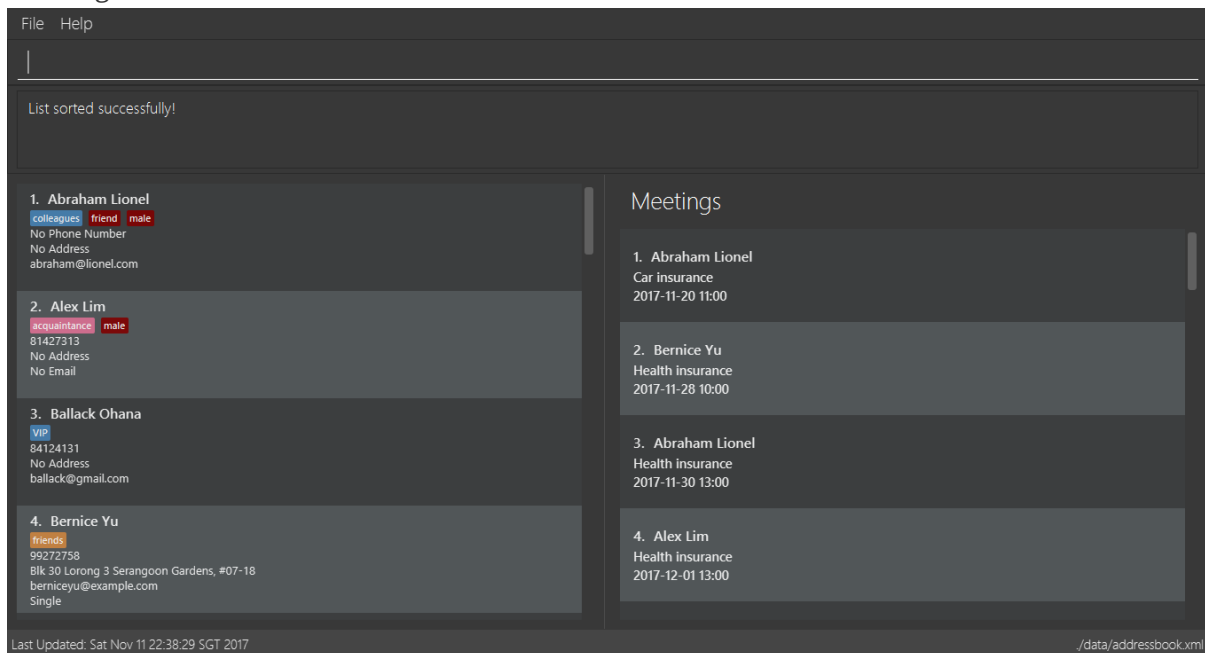 File Help
List sorted successfully!
1. Abraham Lionel
colleagues friend male
No Phone Number
No Address
abraham@lionel.com
2. Alex Lim
acquaintance male
81427313
No Address
No Email
3. Ballack Ohana
VIP
84124131
No Address
ballack@gmail.com
4. Bernice Yu
friends
99272758
Blk 30 Lorong 3 Serangoon Gardens, #07-18
berniceyu@example.com
Single
Meetings
1. Abraham Lionel
Car insurance
2017-11-20 11:00
2. Bernice Yu
Health insurance
2017-11-28 10:00
3. Abraham Lionel
Health insurance
2017-11-30 13:00
4. Alex Lim
Health insurance
2017-12-01 13:00
Last Updated: Sat Nov 11 22:38:29 SGT 2017
./data/addressbook.xml